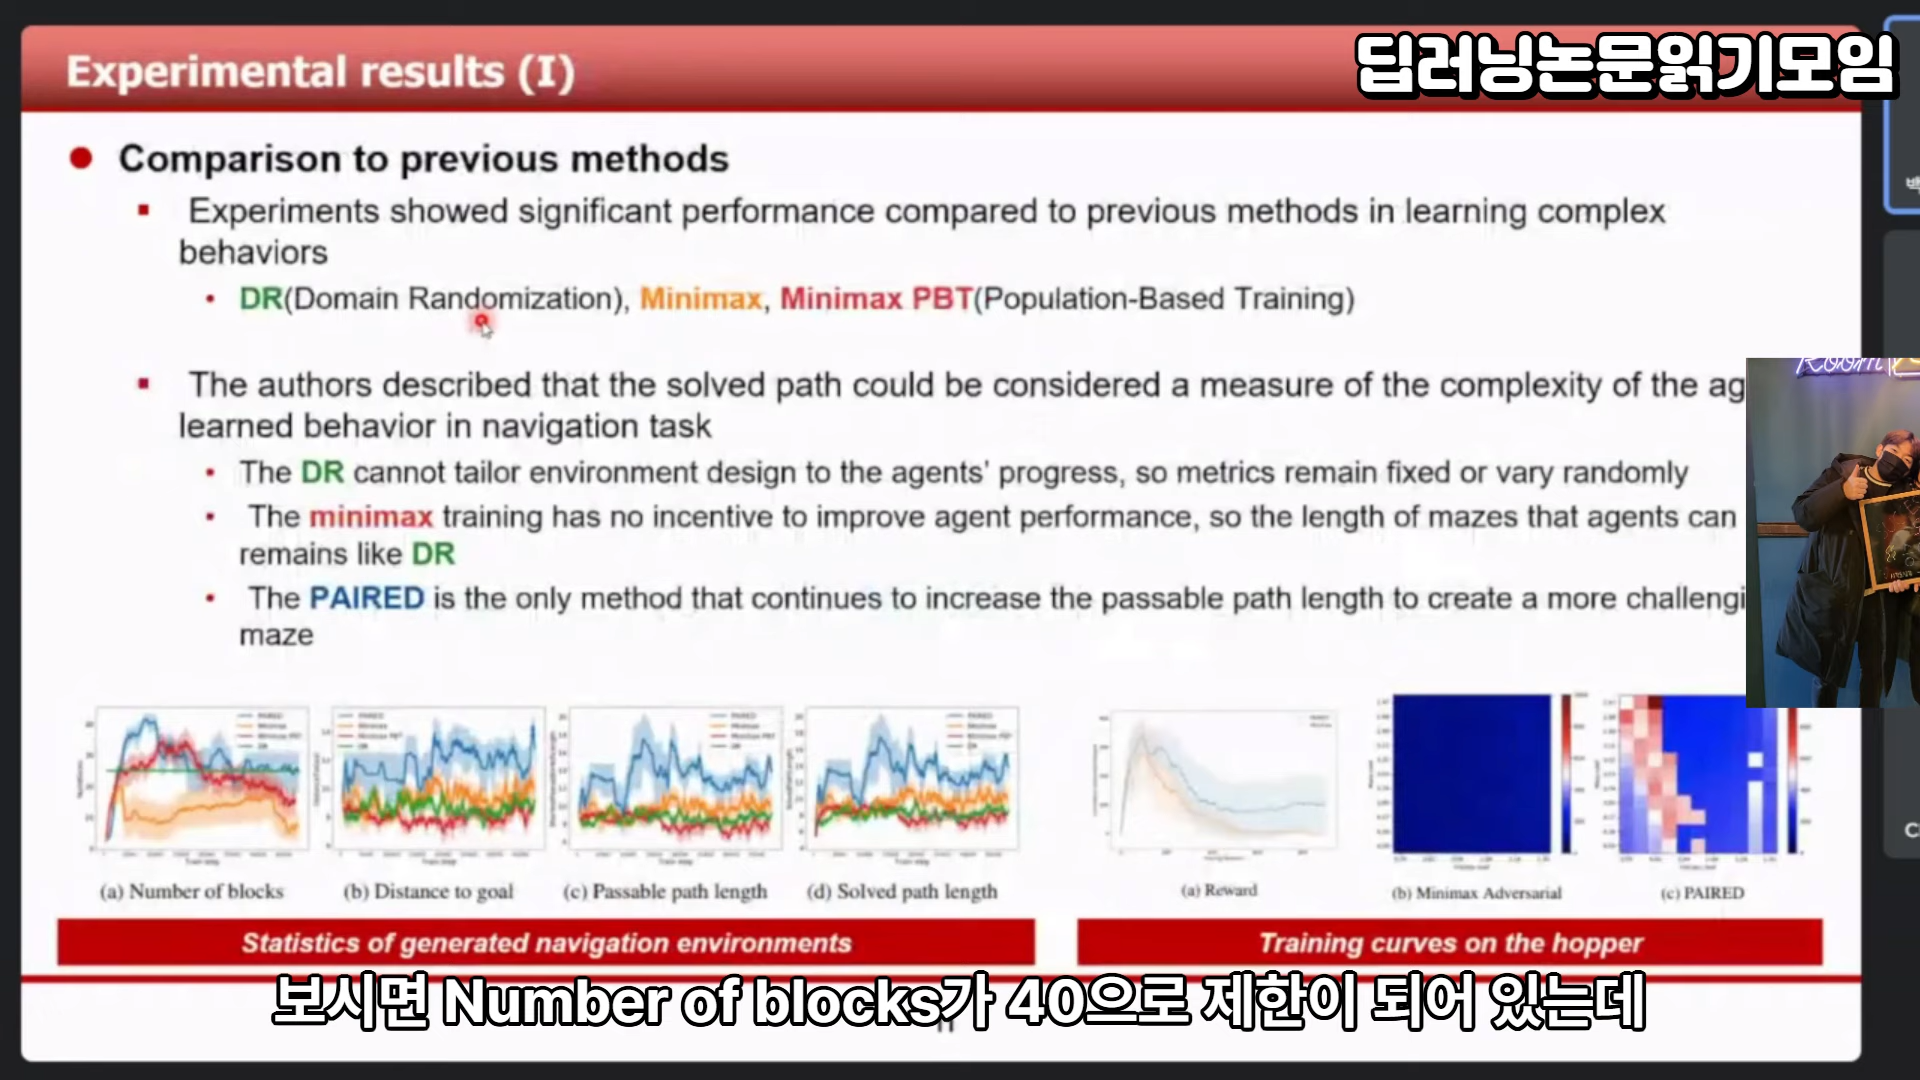 Experimental results (I)
딥러닝논문읽기모임
Comparison to previous methods
Experiments showed significant performance compared to previous methods in learning complex
behaviors
DR(Domain Randomization), Minimax, Minimax PBT(Population-Based Training)
The authors described that the solved path could be considered a measure of the complexity of the ag
learned behavior in navigation task
The DR cannot tailor environment design to the agents' progress, so metrics remain fixed or vary randomly
The minimax training has no incentive to improve agent performance, so the length of mazes that agents can
remains like DR
The PAIRED is the only method that continues to increase the passable path length to create a more challengi
maze
(a) Number of blocks
(b) Distance to goal
(c) Passable path length
(d) Solved path length
(a) Reward
(b) Minimax Adversarial
(c) PAIRED
Statistics of generated navigation environments
Training curves on the hopper
보시면 Number of blocks가 40으로 제한이 되어 있는데